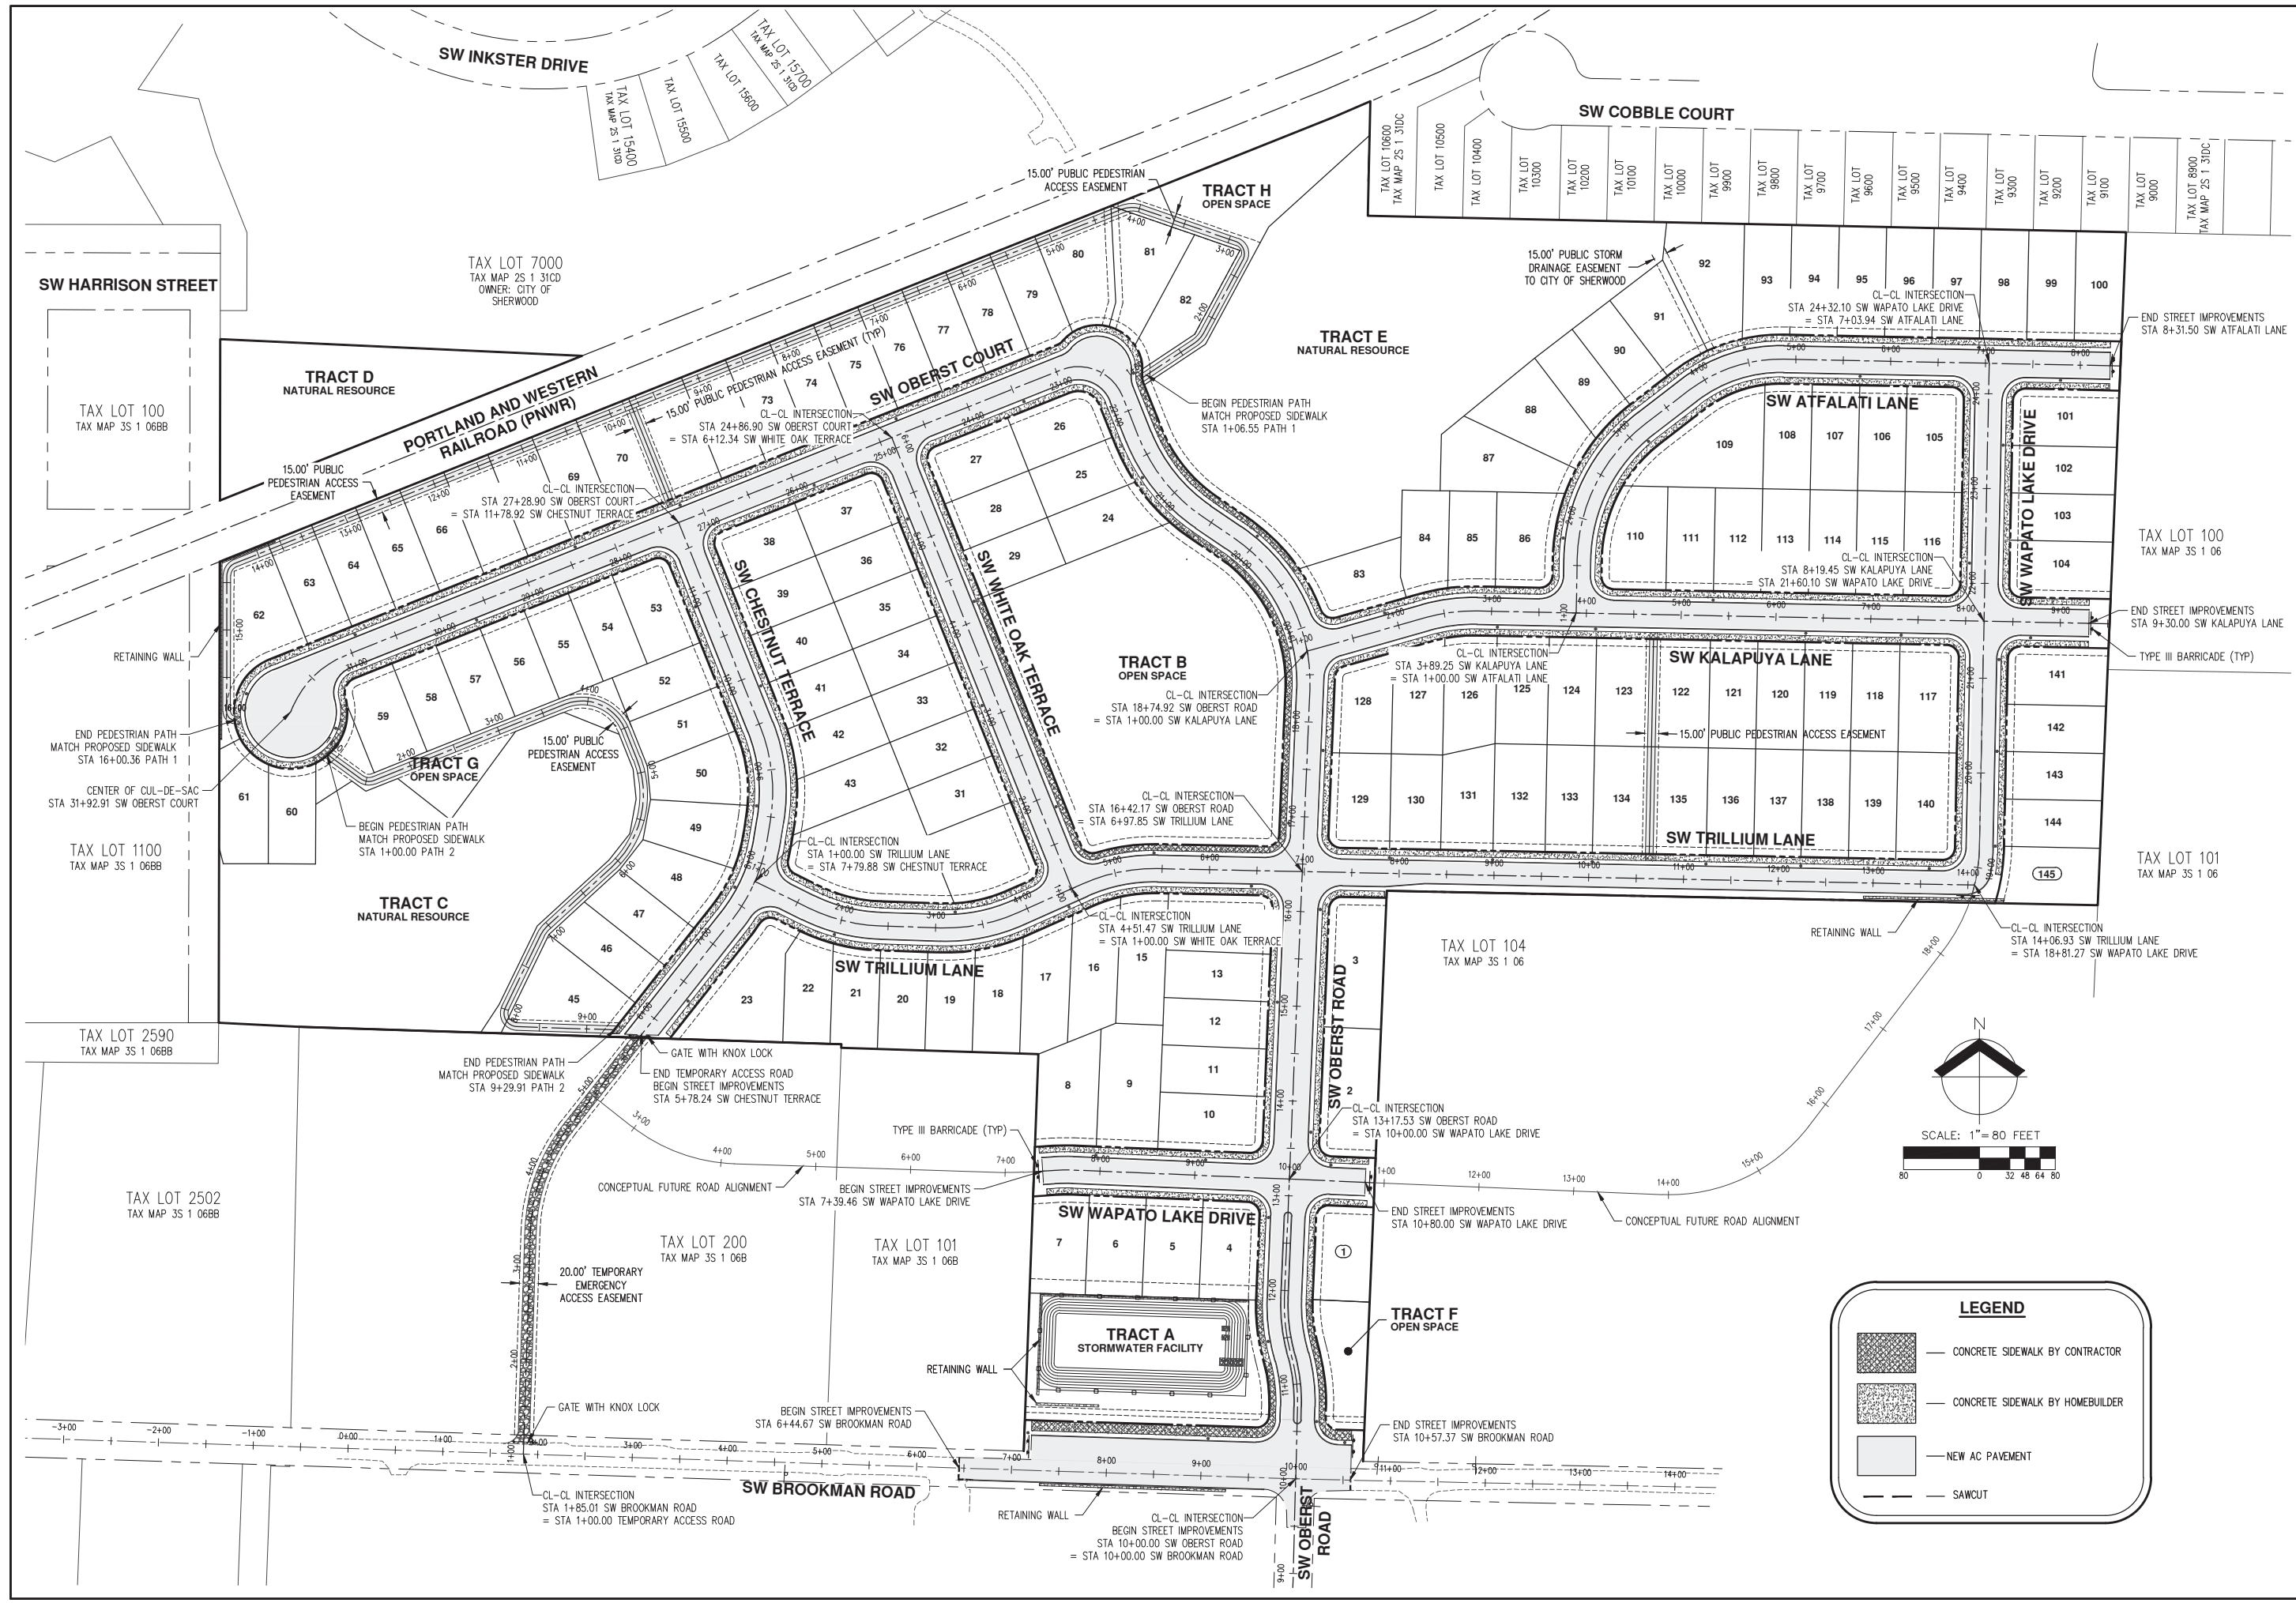 SW INKSTER DRIVE
TAX LOT 15400
TAX MAP 2S 1 31CD
TAX LOT 15500
TAX LOT 15600
TAX LOT 15700
TAX MAP 2S 1 31CD
SW COBBLE COURT
TAX LOT 10600
TAX MAP 2S 1 31DC
TAX LOT 10500
TAX LOT 10400
TAX LOT
10300
TAX LOT
10200
TAX LOT
10100
TAX LOT
10000
TAX LOT
9900
TAX LOT
9800
TAX LOT
9700
TAX LOT
9600
TAX LOT
9500
TAX LOT
9400
TAX LOT
9300
TAX LOT
9200
TAX LOT
9100
TAX LOT
9000
TAX LOT 8900
TAX MAP 2S 1 31DC
15.00' PUBLIC PEDESTRIAN
ACCESS EASEMENT
TRACT H
OPEN SPACE
SW HARRISON STREET
TAX LOT 7000
TAX MAP 2S 1 31CD
OWNER: CITY OF
SHERWOOD
15.00' PUBLIC STORM
DRAINAGE EASEMENT
TO CITY OF SHERWOOD
CL-CL INTERSECTION
STA 24+32.10 SW WAPATO LAKE DRIVE
= STA 7+03.94 SW ATFALATI LANE
END STREET IMPROVEMENTS
STA 8+31.50 SW ATFALATI LANE
TRACT E
NATURAL RESOURCE
TRACT D
NATURAL RESOURCE
TAX LOT 100
TAX MAP 3S 1 06BB
PORTLAND AND WESTERN
RAILROAD (PNWR)
15.00' PUBLIC PEDESTRIAN ACCESS EASEMENT (TYP)
SW OBERST COURT
CL-CL INTERSECTION
STA 24+86.90 SW OBERST COURT
= STA 6+12.34 SW WHITE OAK TERRACE
BEGIN PEDESTRIAN PATH
MATCH PROPOSED SIDEWALK
STA 1+06.55 PATH 1
SW ATFALATI LANE
SW WAPATO LAKE DRIVE
15.00' PUBLIC
PEDESTRIAN ACCESS
EASEMENT
CL-CL INTERSECTION
STA 27+28.90 SW OBERST COURT
= STA 11+78.92 SW CHESTNUT TERRACE
TAX LOT 100
TAX MAP 3S 1 06
CL-CL INTERSECTION
STA 8+19.45 SW KALAPUYA LANE
= STA 21+60.10 SW WAPATO LAKE DRIVE
END STREET IMPROVEMENTS
STA 9+30.00 SW KALAPUYA LANE
TYPE III BARRICADE (TYP)
RETAINING WALL
SW CHESTNUT TERRACE
SW WHITE OAK TERRACE
TRACT B
OPEN SPACE
CL-CL INTERSECTION
STA 18+74.92 SW OBERST ROAD
= STA 1+00.00 SW KALAPUYA LANE
CL-CL INTERSECTION
STA 3+89.25 SW KALAPUYA LANE
= STA 1+00.00 SW ATFALATI LANE
SW KALAPUYA LANE
15.00' PUBLIC PEDESTRIAN ACCESS EASEMENT
END PEDESTRIAN PATH
MATCH PROPOSED SIDEWALK
STA 16+00.36 PATH 1
CENTER OF CUL-DE-SAC
STA 31+92.91 SW OBERST COURT
15.00' PUBLIC
PEDESTRIAN ACCESS
EASEMENT
TRACT G
OPEN SPACE
BEGIN PEDESTRIAN PATH
MATCH PROPOSED SIDEWALK
STA 1+00.00 PATH 2
CL-CL INTERSECTION
STA 16+42.17 SW OBERST ROAD
= STA 6+97.85 SW TRILLIUM LANE
CL-CL INTERSECTION
STA 1+00.00 SW TRILLIUM LANE
= STA 7+79.88 SW CHESTNUT TERRACE
SW TRILLIUM LANE
TAX LOT 1100
TAX MAP 3S 1 06BB
TRACT C
NATURAL RESOURCE
TAX LOT 101
TAX MAP 3S 1 06
CL-CL INTERSECTION
STA 4+51.47 SW TRILLIUM LANE
= STA 1+00.00 SW WHITE OAK TERRACE
TAX LOT 104
TAX MAP 3S 1 06
RETAINING WALL
CL-CL INTERSECTION
STA 14+06.93 SW TRILLIUM LANE
= STA 18+81.27 SW WAPATO LAKE DRIVE
SW TRILLIUM LANE
SW OBERST ROAD
TAX LOT 2590
TAX MAP 3S 1 06BB
END PEDESTRIAN PATH
MATCH PROPOSED SIDEWALK
STA 9+29.91 PATH 2
GATE WITH KNOX LOCK
END TEMPORARY ACCESS ROAD
BEGIN STREET IMPROVEMENTS
STA 5+78.24 SW CHESTNUT TERRACE
CL-CL INTERSECTION
STA 13+17.53 SW OBERST ROAD
= STA 10+00.00 SW WAPATO LAKE DRIVE
N
SCALE: 1"= 80 FEET
80 0 32 48 64 80
TYPE III BARRICADE (TYP)
CONCEPTUAL FUTURE ROAD ALIGNMENT
BEGIN STREET IMPROVEMENTS
STA 7+39.46 SW WAPATO LAKE DRIVE
END STREET IMPROVEMENTS
STA 10+80.00 SW WAPATO LAKE DRIVE
CONCEPTUAL FUTURE ROAD ALIGNMENT
SW WAPATO LAKE DRIVE
TAX LOT 2502
TAX MAP 3S 1 06BB
TAX LOT 200
TAX MAP 3S 1 06B
TAX LOT 101
TAX MAP 3S 1 06B
20.00' TEMPORARY
EMERGENCY
ACCESS EASEMENT
TRACT A
STORMWATER FACILITY
TRACT F
OPEN SPACE
RETAINING WALL
GATE WITH KNOX LOCK
BEGIN STREET IMPROVEMENTS
STA 6+44.67 SW BROOKMAN ROAD
END STREET IMPROVEMENTS
STA 10+57.37 SW BROOKMAN ROAD
SW BROOKMAN ROAD
CL-CL INTERSECTION
STA 1+85.01 SW BROOKMAN ROAD
= STA 1+00.00 TEMPORARY ACCESS ROAD
RETAINING WALL
CL-CL INTERSECTION
BEGIN STREET IMPROVEMENTS
STA 10+00.00 SW OBERST ROAD
= STA 10+00.00 SW BROOKMAN ROAD
SW OBERST
ROAD
LEGEND
CONCRETE SIDEWALK BY CONTRACTOR
CONCRETE SIDEWALK BY HOMEBUILDER
NEW AC PAVEMENT
SAWCUT